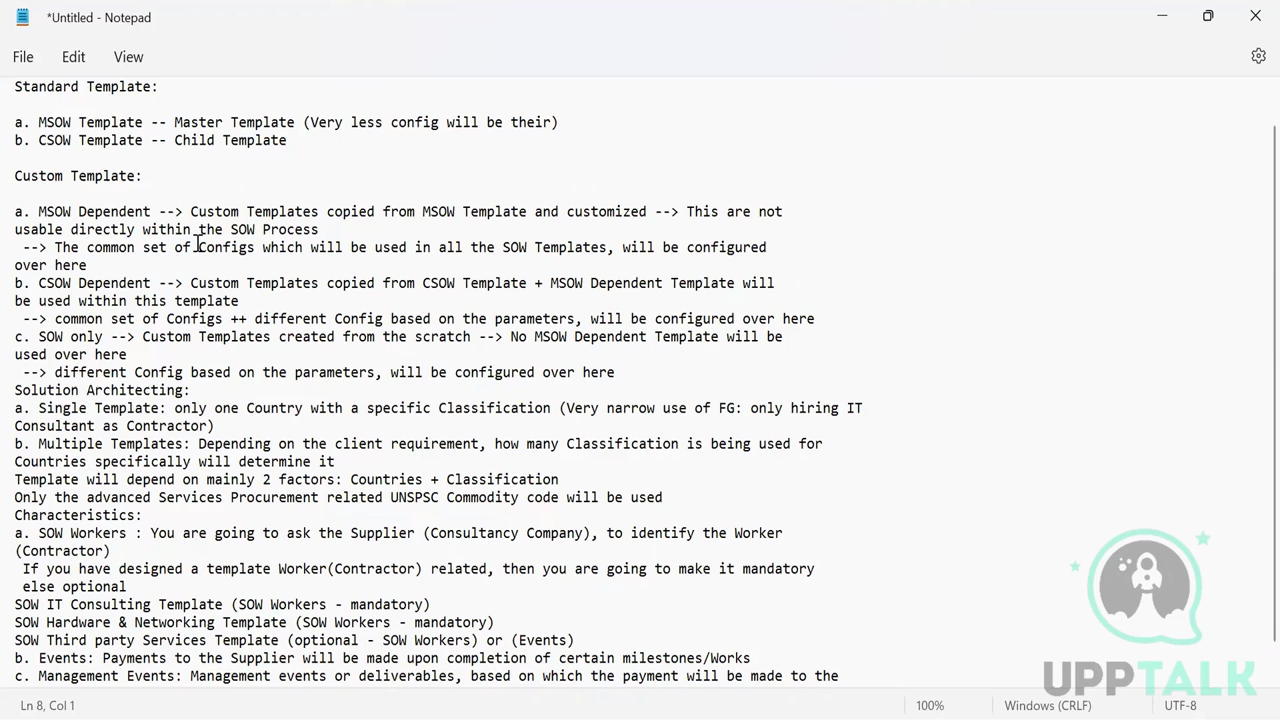 *Untitled - Notepad
File Edit View
Standard Template:
a. MSOW Template -- Master Template (Very less config will be their)
b. CSOW Template -- Child Template
Custom Template:
a. MSOW Dependent --> Custom Templates copied from MSOW Template and customized --> This are not
usable directly within the SOW Process
--> The common set of Configs which will be used in all the SOW Templates, will be configured
over here
b. CSOW Dependent --> Custom Templates copied from CSOW Template + MSOW Dependent Template will
be used within this template
--> common set of Configs ++ different Config based on the parameters, will be configured over here
c. SOW only --> Custom Templates created from the scratch --> No MSOW Dependent Template will be
used over here
--> different Config based on the parameters, will be configured over here
Solution Architecting:
a. Single Template: only one Country with a specific Classification (Very narrow use of FG: only hiring IT
Consultant as Contractor)
b. Multiple Templates: Depending on the client requirement, how many Classification is being used for
Countries specifically will determine it
Template will depend on mainly 2 factors: Countries + Classification
Only the advanced Services Procurement related UNSPSC Commodity code will be used
Characteristics:
a. SOW Workers : You are going to ask the Supplier (Consultancy Company), to identify the Worker
(Contractor)
If you have designed a template Worker(Contractor) related, then you are going to make it mandatory
else optional
SOW IT Consulting Template (SOW Workers - mandatory)
SOW Hardware & Networking Template (SOW Workers - mandatory)
SOW Third party Services Template (optional - SOW Workers) or (Events)
b. Events: Payments to the Supplier will be made upon completion of certain milestones/Works
c. Management Events: Management events or deliverables, based on which the payment will be made to the
UPPTALK
Ln 8, Col 1 100% Windows (CRLF) UTF-8